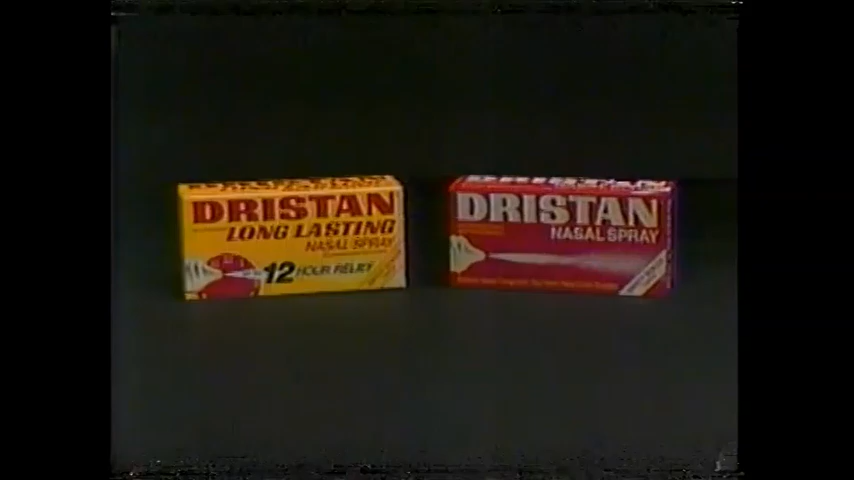 DRISTAN
LONG LASTING
NASAL SPRAY
12 HOUR RELIEF
DRISTAN
NASAL SPRAY